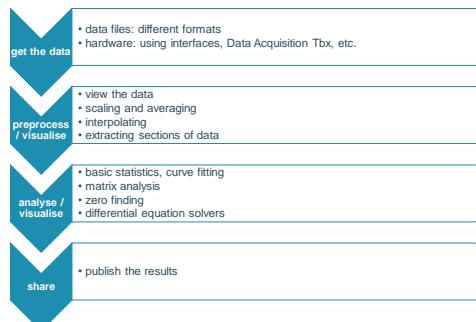 get the data
• data files: different formats
• hardware: using interfaces, Data Acquisition Tbx, etc.
preprocess
/ visualise
• view the data
• scaling and averaging
• interpolating
• extracting sections of data
analyse /
visualise
• basic statistics, curve fitting
• matrix analysis
• zero finding
• differential equation solvers
share
• publish the results